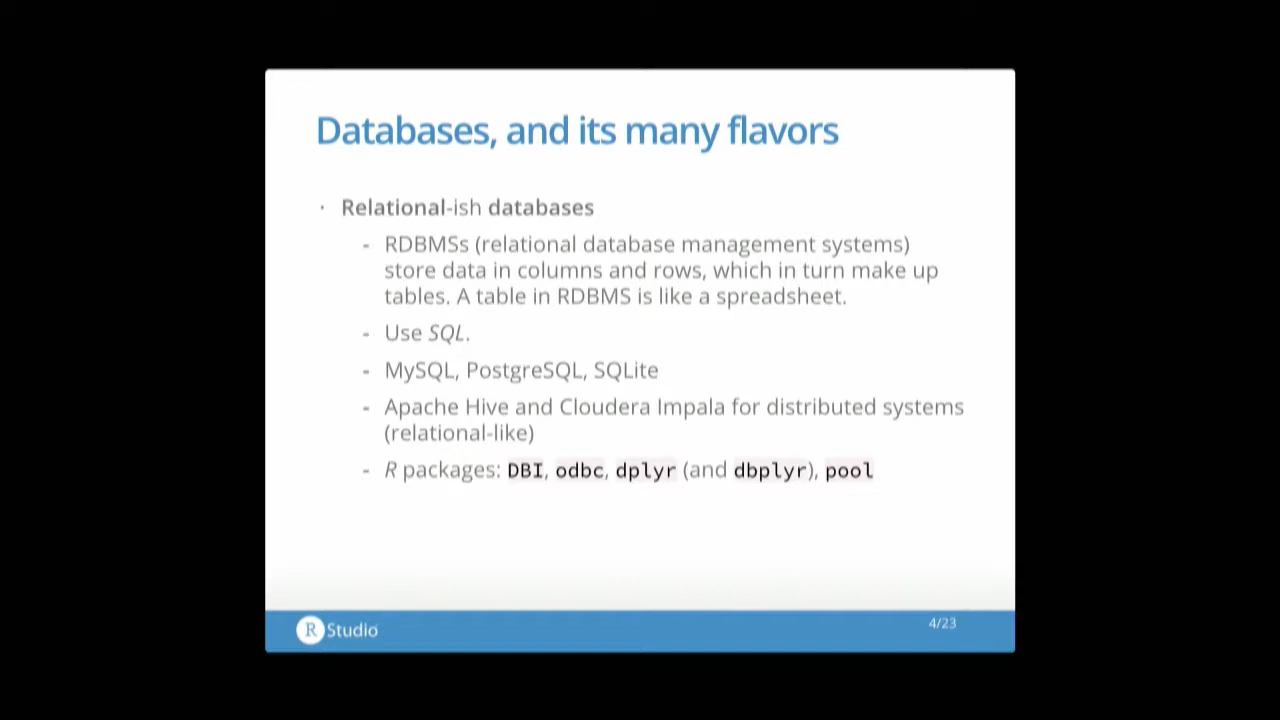 Databases, and its many flavors
· Relational-ish databases
- RDBMSs (relational database management systems)
store data in columns and rows, which in turn make up
tables. A table in RDBMS is like a spreadsheet.
- Use SQL.
- MySQL, PostgreSQL, SQLite
- Apache Hive and Cloudera Impala for distributed systems
(relational-like)
- R packages: DBI, odbc, dplyr (and dbplyr), pool
R Studio
4/23